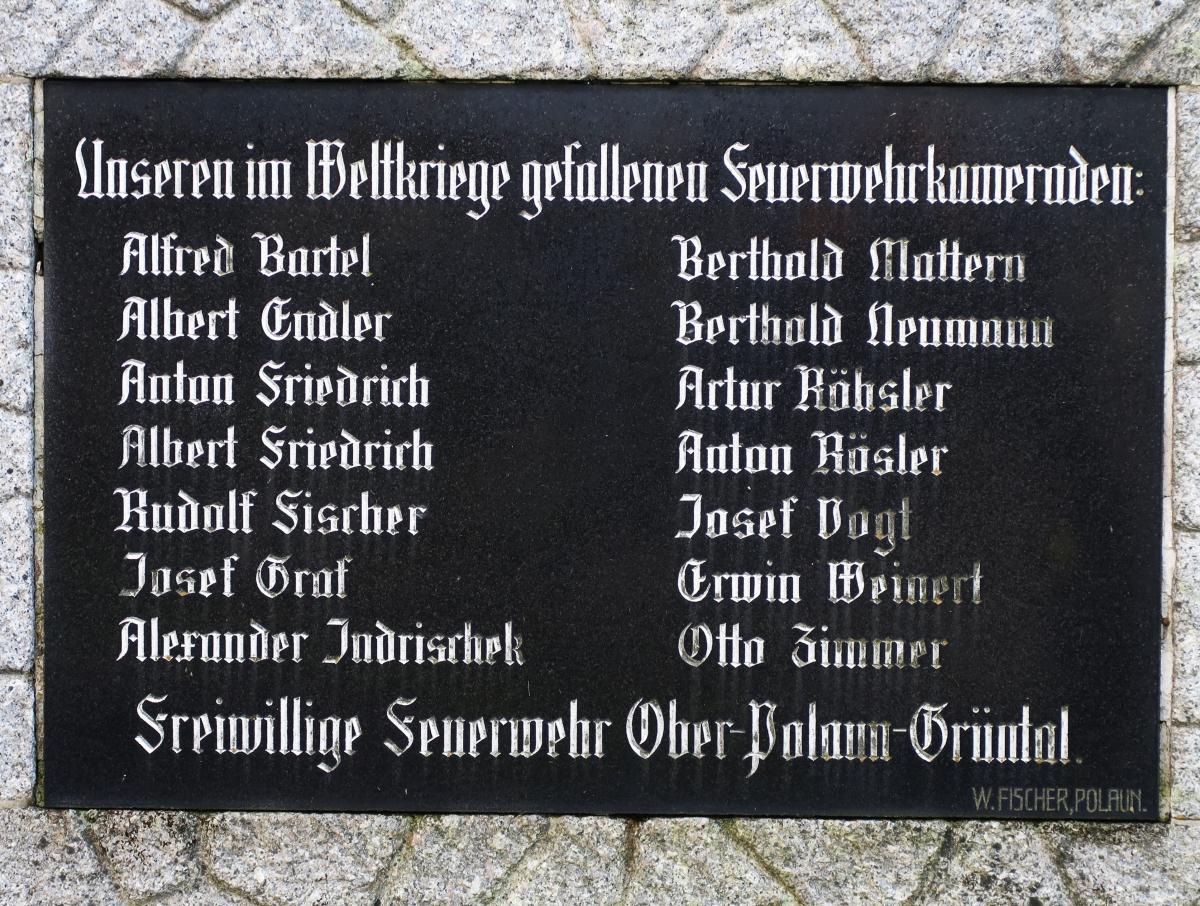 Unseren im Weltkriege gefallenen Feuerwehrkameraden:
Alfred Bartel
Albert Endler
Anton Friedrich
Albert Friedrich
Rudolf Fischer
Josef Graf
Alexander Indrischek
Berthold Mattern
Berthold Neumann
Artur Röhsler
Anton Rösler
Josef Vogt
Erwin Weinert
Otto Zimmer
Freiwillige Feuerwehr Ober-Polaun-Grüntal.
W. FISCHER, POLAUN.